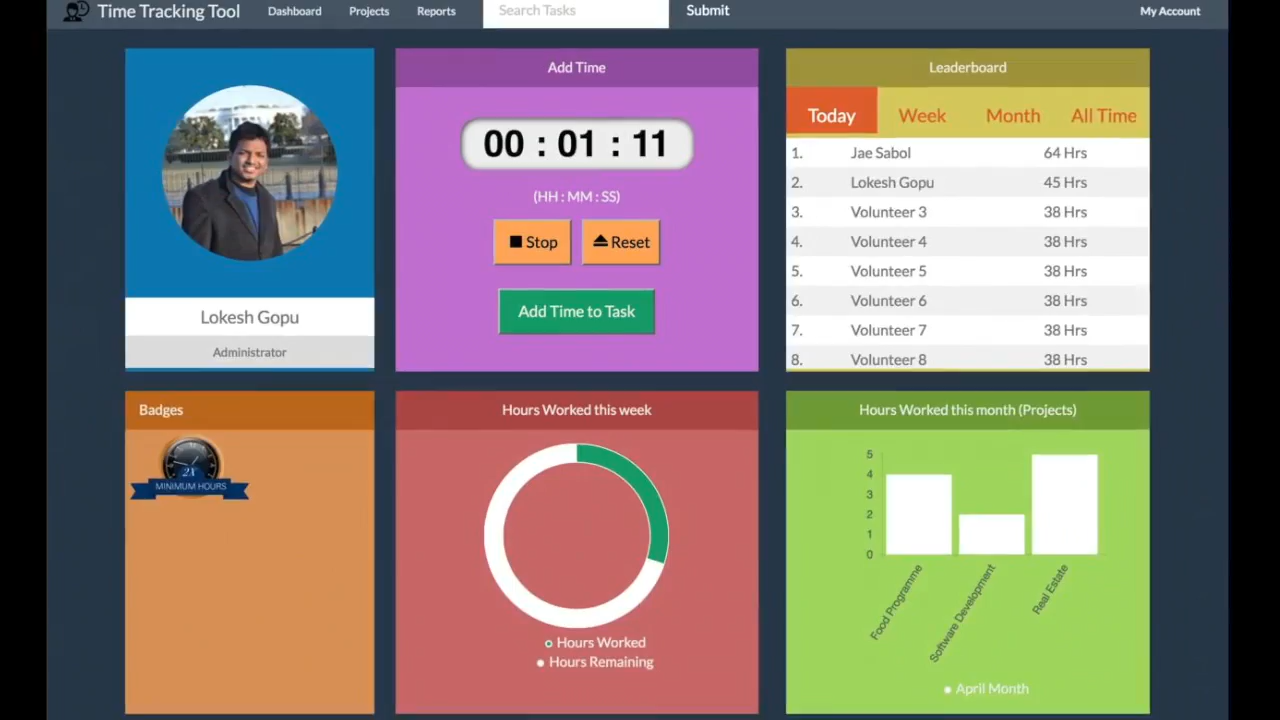 Time Tracking Tool Dashboard Projects Reports Search Tasks Submit My Account
Lokesh Gopu
Administrator
Add Time
00 : 01 : 11
(HH : MM : SS)
Stop Reset
Add Time to Task
Leaderboard
Today Week Month All Time
1. Jae Sabol 64 Hrs
2. Lokesh Gopu 45 Hrs
3. Volunteer 3 38 Hrs
4. Volunteer 4 38 Hrs
5. Volunteer 5 38 Hrs
6. Volunteer 6 38 Hrs
7. Volunteer 7 38 Hrs
8. Volunteer 8 38 Hrs
Badges
2X
MINIMUM HOURS
Hours Worked this week
Hours Worked
Hours Remaining
Hours Worked this month (Projects)
5
4
3
2
1
0
Food Programme
Software Development
Real Estate
April Month